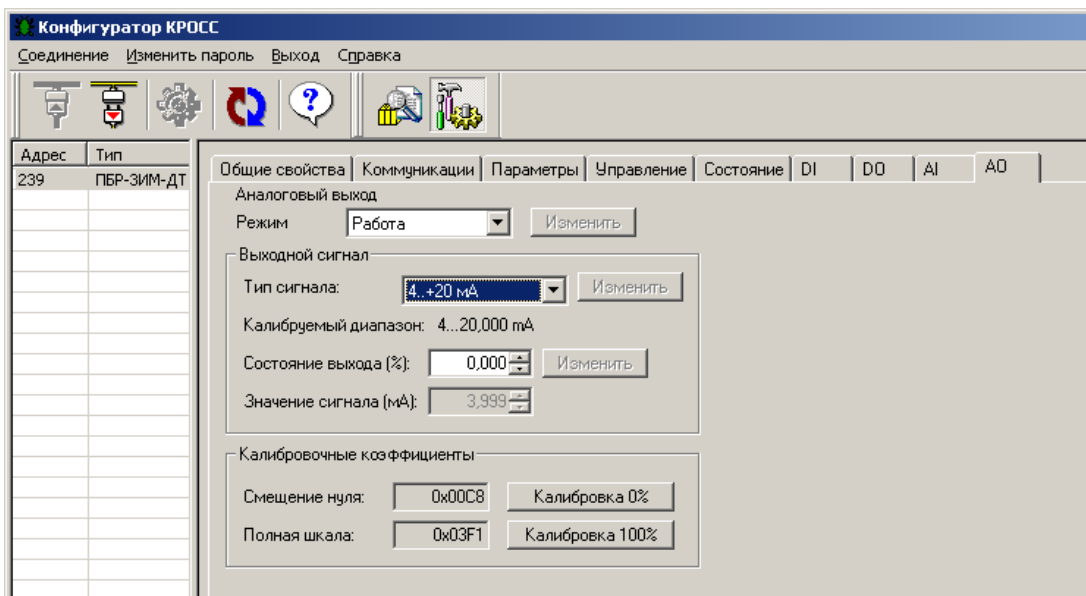 Конфигуратор КРОСС
Соединение Изменить пароль Выход Справка
Адрес Тип
239 ПБР-ЗИМ-ДТ
Общие свойства Коммуникации Параметры Управление Состояние DI DO AI AO
Аналоговый выход
Режим Работа Изменить
Выходной сигнал
Тип сигнала: 4..+20 мА Изменить
Калибруемый диапазон: 4...20,000 mA
Состояние выхода (%): 0,000 Изменить
Значение сигнала (мА): 3,999
Калибровочные коэффициенты
Смещение нуля: 0x00C8 Калибровка 0%
Полная шкала: 0x03F1 Калибровка 100%